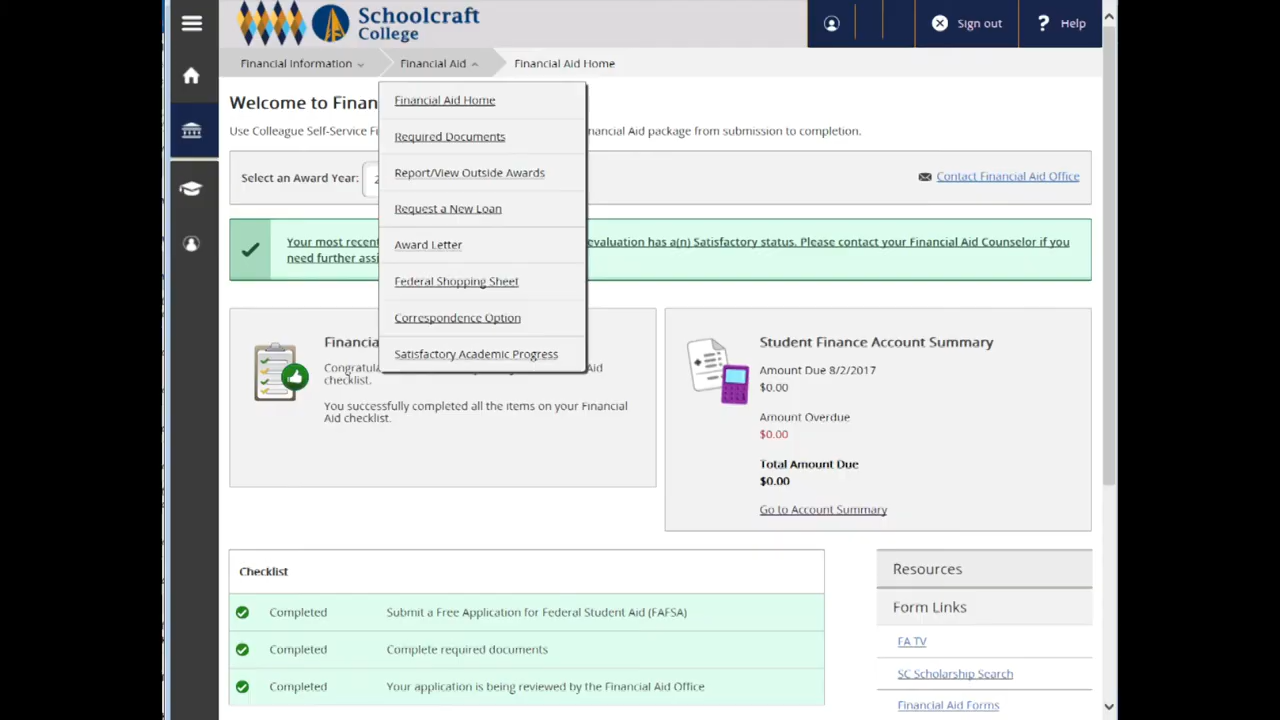 Schoolcraft
College
Sign out
? Help
Financial Information
Financial Aid
Financial Aid Home
Welcome to Finan
Financial Aid Home
Use Colleague Self-Service Fi
nancial Aid package from submission to completion.
Required Documents
Select an Award Year:
2
Report/View Outside Awards
Contact Financial Aid Office
Request a New Loan
Your most recent
evaluation has a(n) Satisfactory status. Please contact your Financial Aid Counselor if you
need further assi
Award Letter
Federal Shopping Sheet
Correspondence Option
Satisfactory Academic Progress
Financia
Congratula
Aid
checklist.
You successfully completed all the items on your Financial
Aid checklist.
Student Finance Account Summary
Amount Due 8/2/2017
$0.00
Amount Overdue
$0.00
Total Amount Due
$0.00
Go to Account Summary
Checklist
Completed Submit a Free Application for Federal Student Aid (FAFSA)
Completed Complete required documents
Completed Your application is being reviewed by the Financial Aid Office
Resources
Form Links
FA TV
SC Scholarship Search
Financial Aid Forms